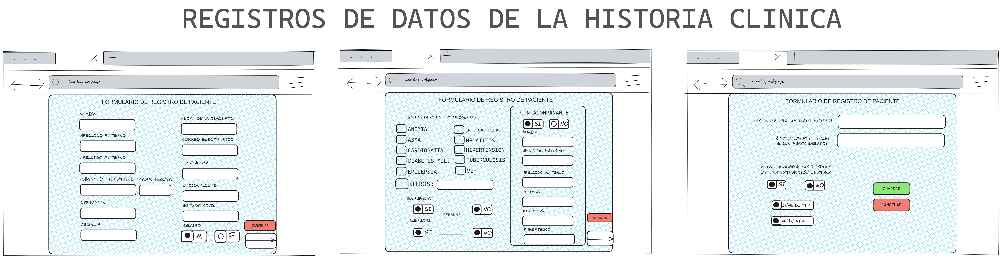 REGISTROS DE DATOS DE LA HISTORIA CLINICA
Loading webpage
FORMULARIO DE REGISTRO DE PACIENTE
NOMBRE
APELLIDO PATERNO
APELLIDO MATERNO
CARNET DE IDENTIDAD
COMPLEMENTO
DIRECCIÓN
CELULAR
FECHA DE NACIMIENTO
CORREO ELECTRÓNICO
OCUPACIÓN
NACIONALIDAD
ESTADO CIVIL
GENERO
M
F
CANCELAR
Loading webpage
FORMULARIO DE REGISTRO DE PACIENTE
ANTECEDENTES PATOLÓGICOS
ANEMIA
ASMA
CARDIOPATÍA
DIABETES MEL.
EPILEPSIA
ENF. GASTRICAS
HEPATITIS
HIPERTENSIÓN
TUBERCULOSIS
VIH
OTROS:
EMBARAZO
SI
SEMANAS
NO
ALERGIAS
SI
NO
CON ACOMPAÑANTE
SI
NO
NOMBRE
APELLIDO PATERNO
APELLIDO MATERNO
CELULAR
DIRECCIÓN
PARENTESCO
CANCELAR
Loading webpage
FORMULARIO DE REGISTRO DE PACIENTE
¿ESTÁ EN TRATAMIENTO MÉDICO?
¿ACTUALMENTE RECIBE
ALGÚN MEDICAMENTO?
¿TUVO HEMORRAGIAS DESPUES
DE UNA EXTRACCIÓN DENTAL?
SI
NO
INMEDIATA
MEDIATA
GUARDAR
CANCELAR